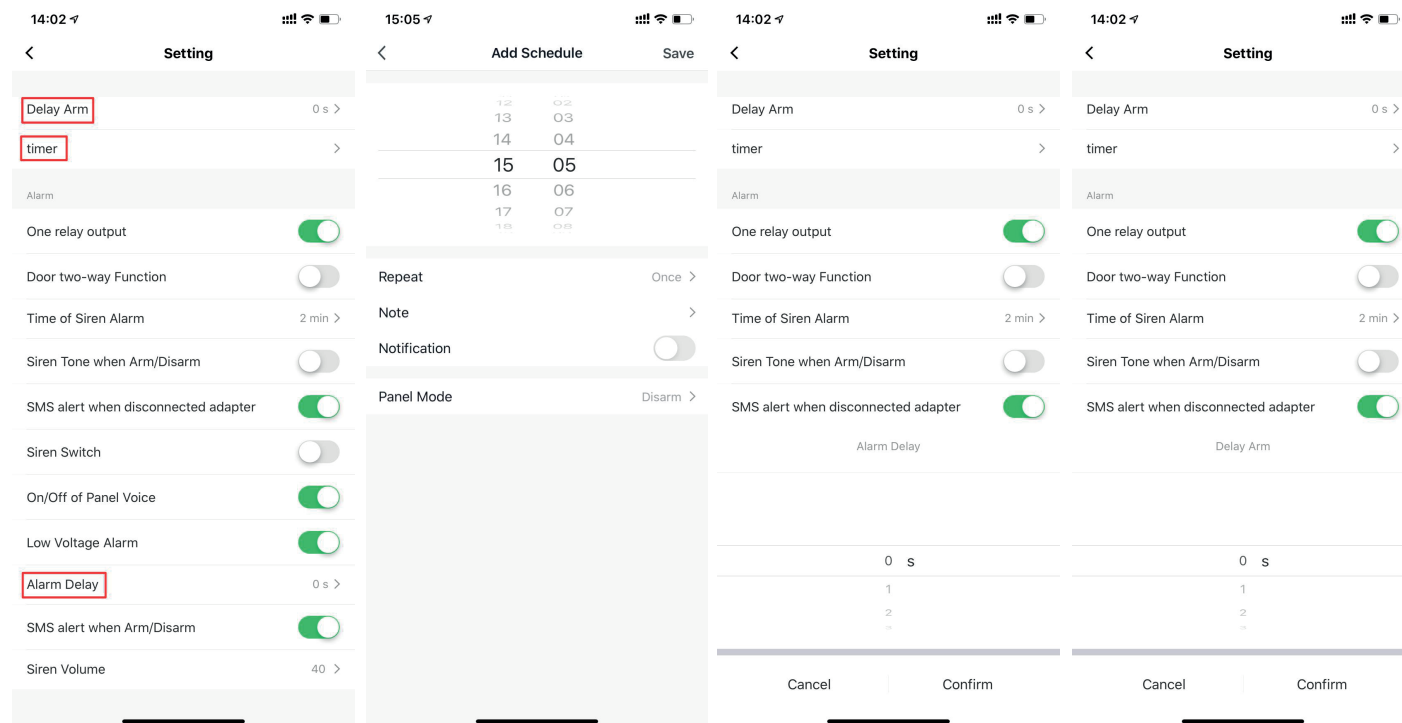 14:02
Setting
Delay Arm 0 s
timer
Alarm
One relay output
Door two-way Function
Time of Siren Alarm 2 min
Siren Tone when Arm/Disarm
SMS alert when disconnected adapter
Siren Switch
On/Off of Panel Voice
Low Voltage Alarm
Alarm Delay 0 s
SMS alert when Arm/Disarm
Siren Volume 40
15:05
Add Schedule Save
12 02
13 03
14 04
15 05
16 06
17 07
18 08
Repeat Once
Note
Notification
Panel Mode Disarm
14:02
Setting
Delay Arm 0 s
timer
Alarm
One relay output
Door two-way Function
Time of Siren Alarm 2 min
Siren Tone when Arm/Disarm
SMS alert when disconnected adapter
Alarm Delay
0 s
1
2
Cancel Confirm
14:02
Setting
Delay Arm 0 s
timer
Alarm
One relay output
Door two-way Function
Time of Siren Alarm 2 min
Siren Tone when Arm/Disarm
SMS alert when disconnected adapter
Delay Arm
0 s
1
2
Cancel Confirm